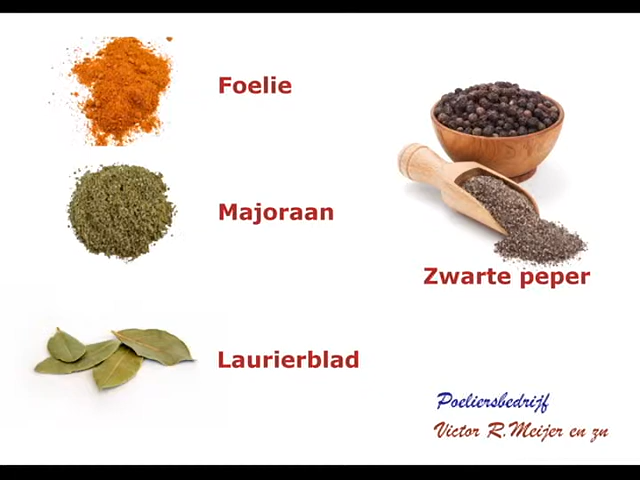 Foelie
Majoraan
Zwarte peper
Laurierblad
Poeliersbedrijf
Victor R. Meijer en zn